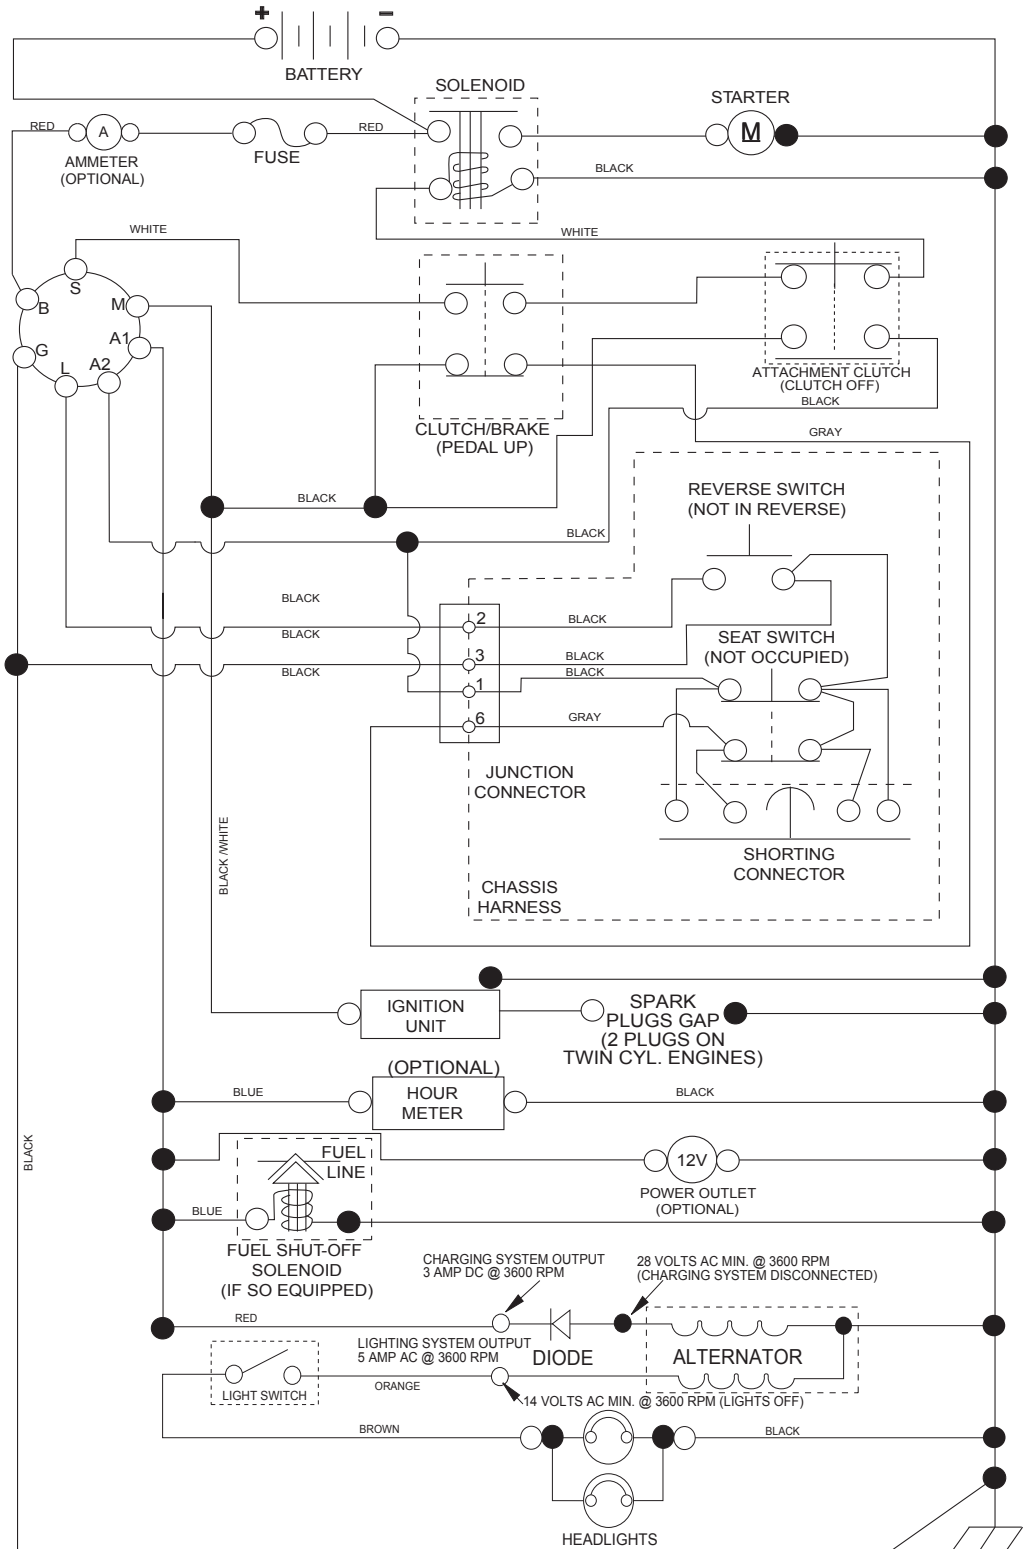 +
−
BATTERY
SOLENOID
STARTER
RED
A
AMMETER
(OPTIONAL)
FUSE
RED
M
BLACK
WHITE
WHITE
S
B
M
G
A1
L
A2
CLUTCH/BRAKE
(PEDAL UP)
ATTACHMENT CLUTCH
(CLUTCH OFF)
BLACK
GRAY
BLACK
BLACK
REVERSE SWITCH
(NOT IN REVERSE)
BLACK
BLACK
BLACK
2
3
1
6
BLACK
BLACK
BLACK
GRAY
SEAT SWITCH
(NOT OCCUPIED)
JUNCTION
CONNECTOR
SHORTING
CONNECTOR
CHASSIS
HARNESS
BLACK /WHITE
IGNITION
UNIT
SPARK
PLUGS GAP
(2 PLUGS ON
TWIN CYL. ENGINES)
(OPTIONAL)
HOUR
METER
BLUE
BLACK
BLACK
FUEL
LINE
12V
POWER OUTLET
(OPTIONAL)
BLUE
FUEL SHUT-OFF
SOLENOID
(IF SO EQUIPPED)
CHARGING SYSTEM OUTPUT
3 AMP DC @ 3600 RPM
28 VOLTS AC MIN. @ 3600 RPM
(CHARGING SYSTEM DISCONNECTED)
RED
LIGHTING SYSTEM OUTPUT
5 AMP AC @ 3600 RPM
DIODE
ALTERNATOR
LIGHT SWITCH
ORANGE
14 VOLTS AC MIN. @ 3600 RPM (LIGHTS OFF)
BROWN
BLACK
HEADLIGHTS